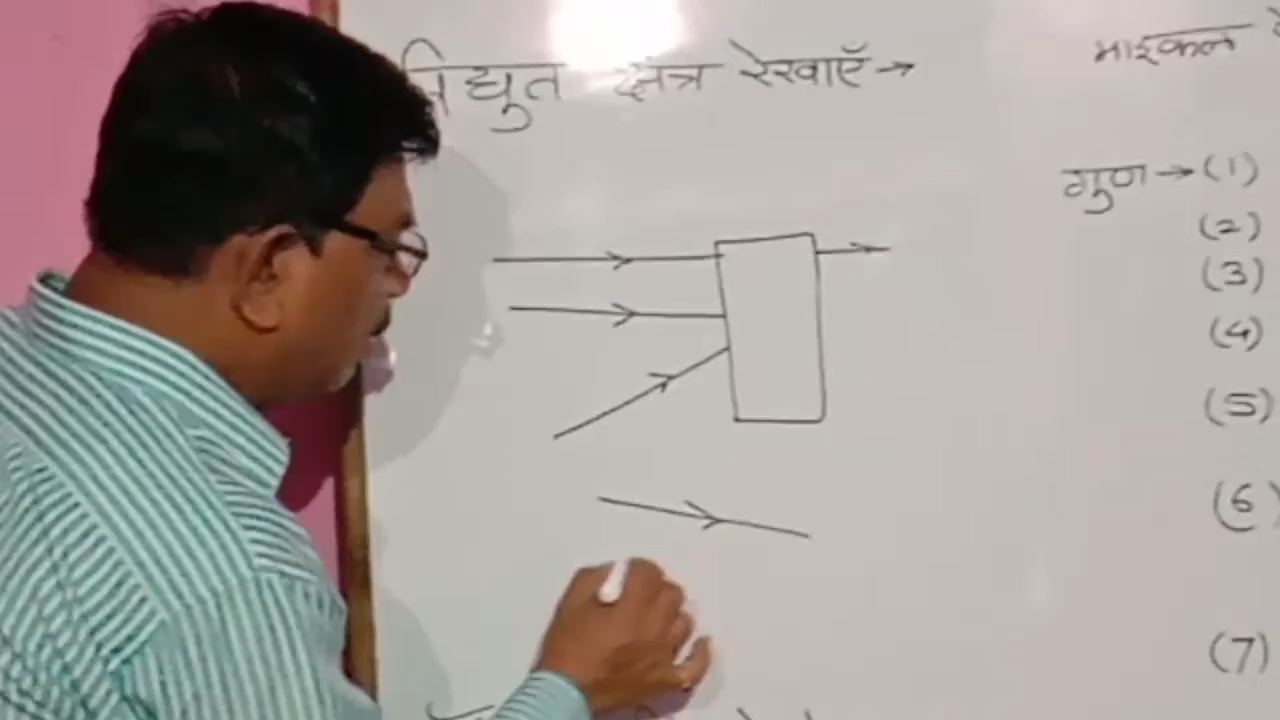 विद्युत क्षेत्र रेखाएँ →
माइकल
गुण → (1)
(2)
(3)
(4)
(5)
(6)
(7)